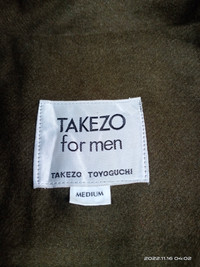 TAKEZO
for men
TAKEZO TOYOGUCHI
MEDIUM
2022.11.16 04:02